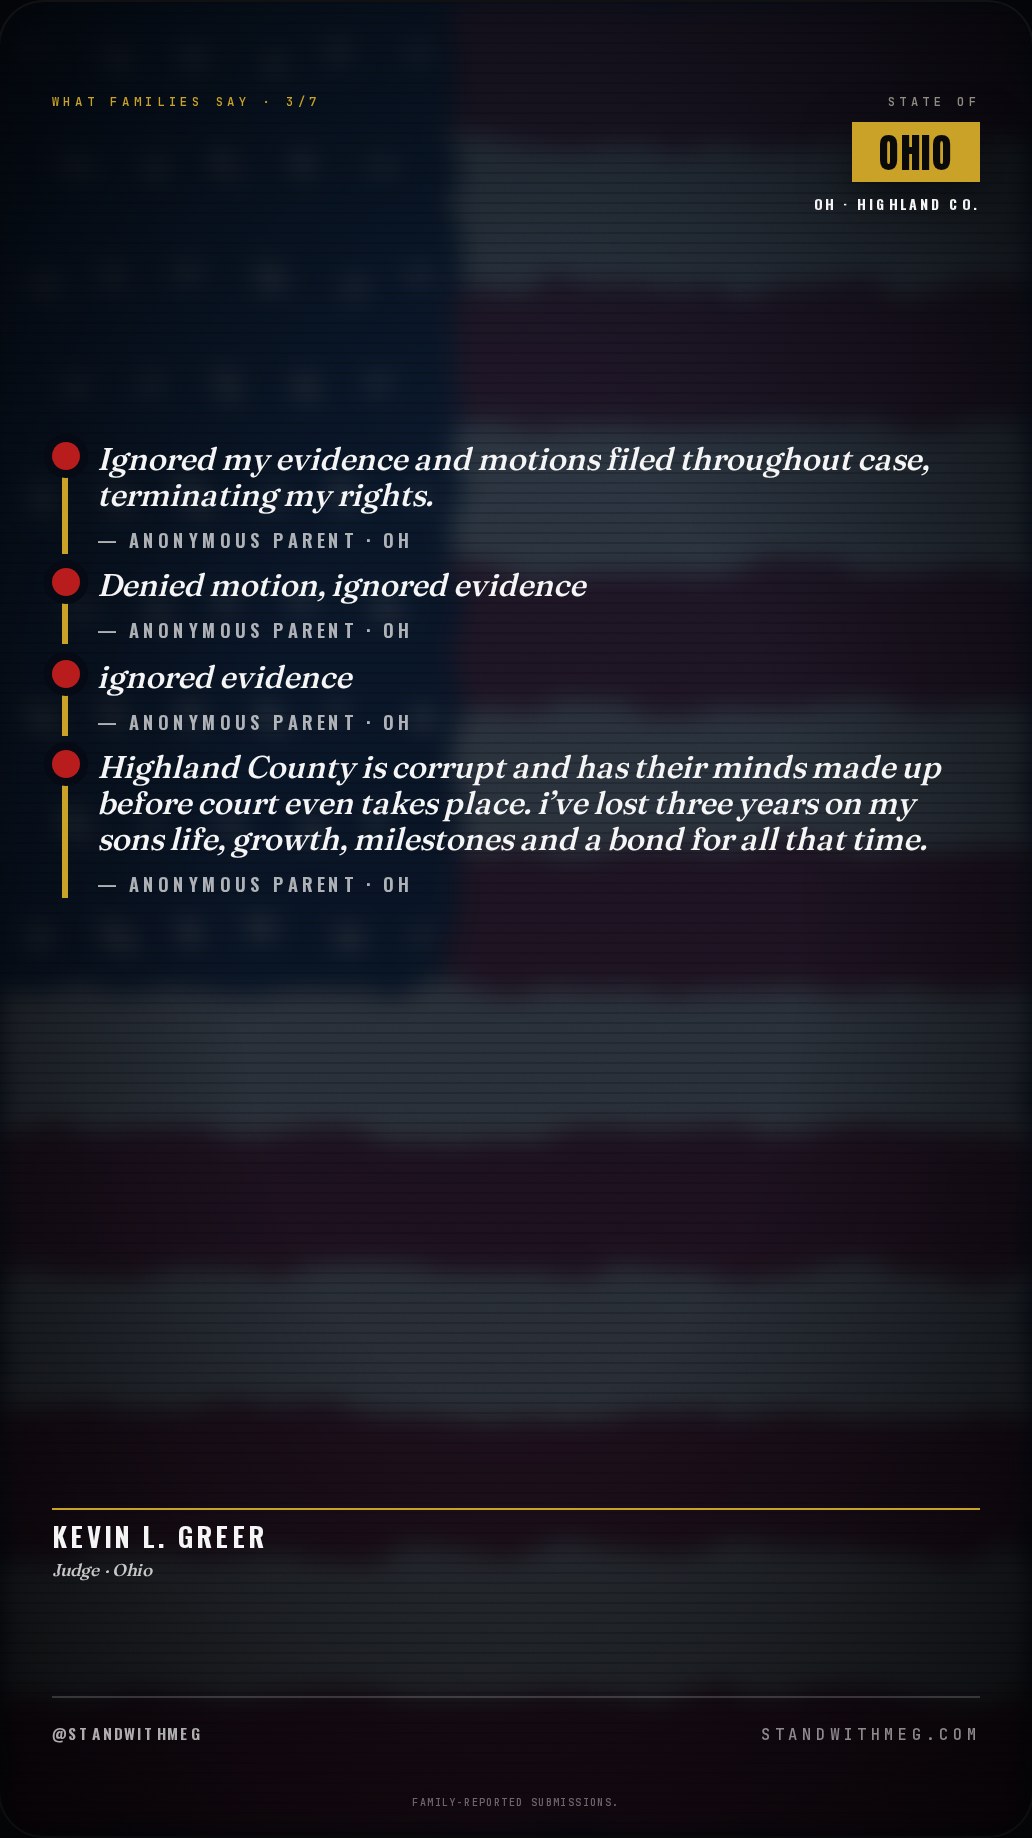 WHAT FAMILIES SAY · 3/7
STATE OF
OHIO
OH · HIGHLAND CO.
Ignored my evidence and motions filed throughout case,
terminating my rights.
— ANONYMOUS PARENT · OH
Denied motion, ignored evidence
— ANONYMOUS PARENT · OH
ignored evidence
— ANONYMOUS PARENT · OH
Highland County is corrupt and has their minds made up
before court even takes place. i’ve lost three years on my
sons life, growth, milestones and a bond for all that time.
— ANONYMOUS PARENT · OH
KEVIN L. GREER
Judge · Ohio
@STANDWITHMEG
STANDWITHMEG.COM
FAMILY-REPORTED SUBMISSIONS.